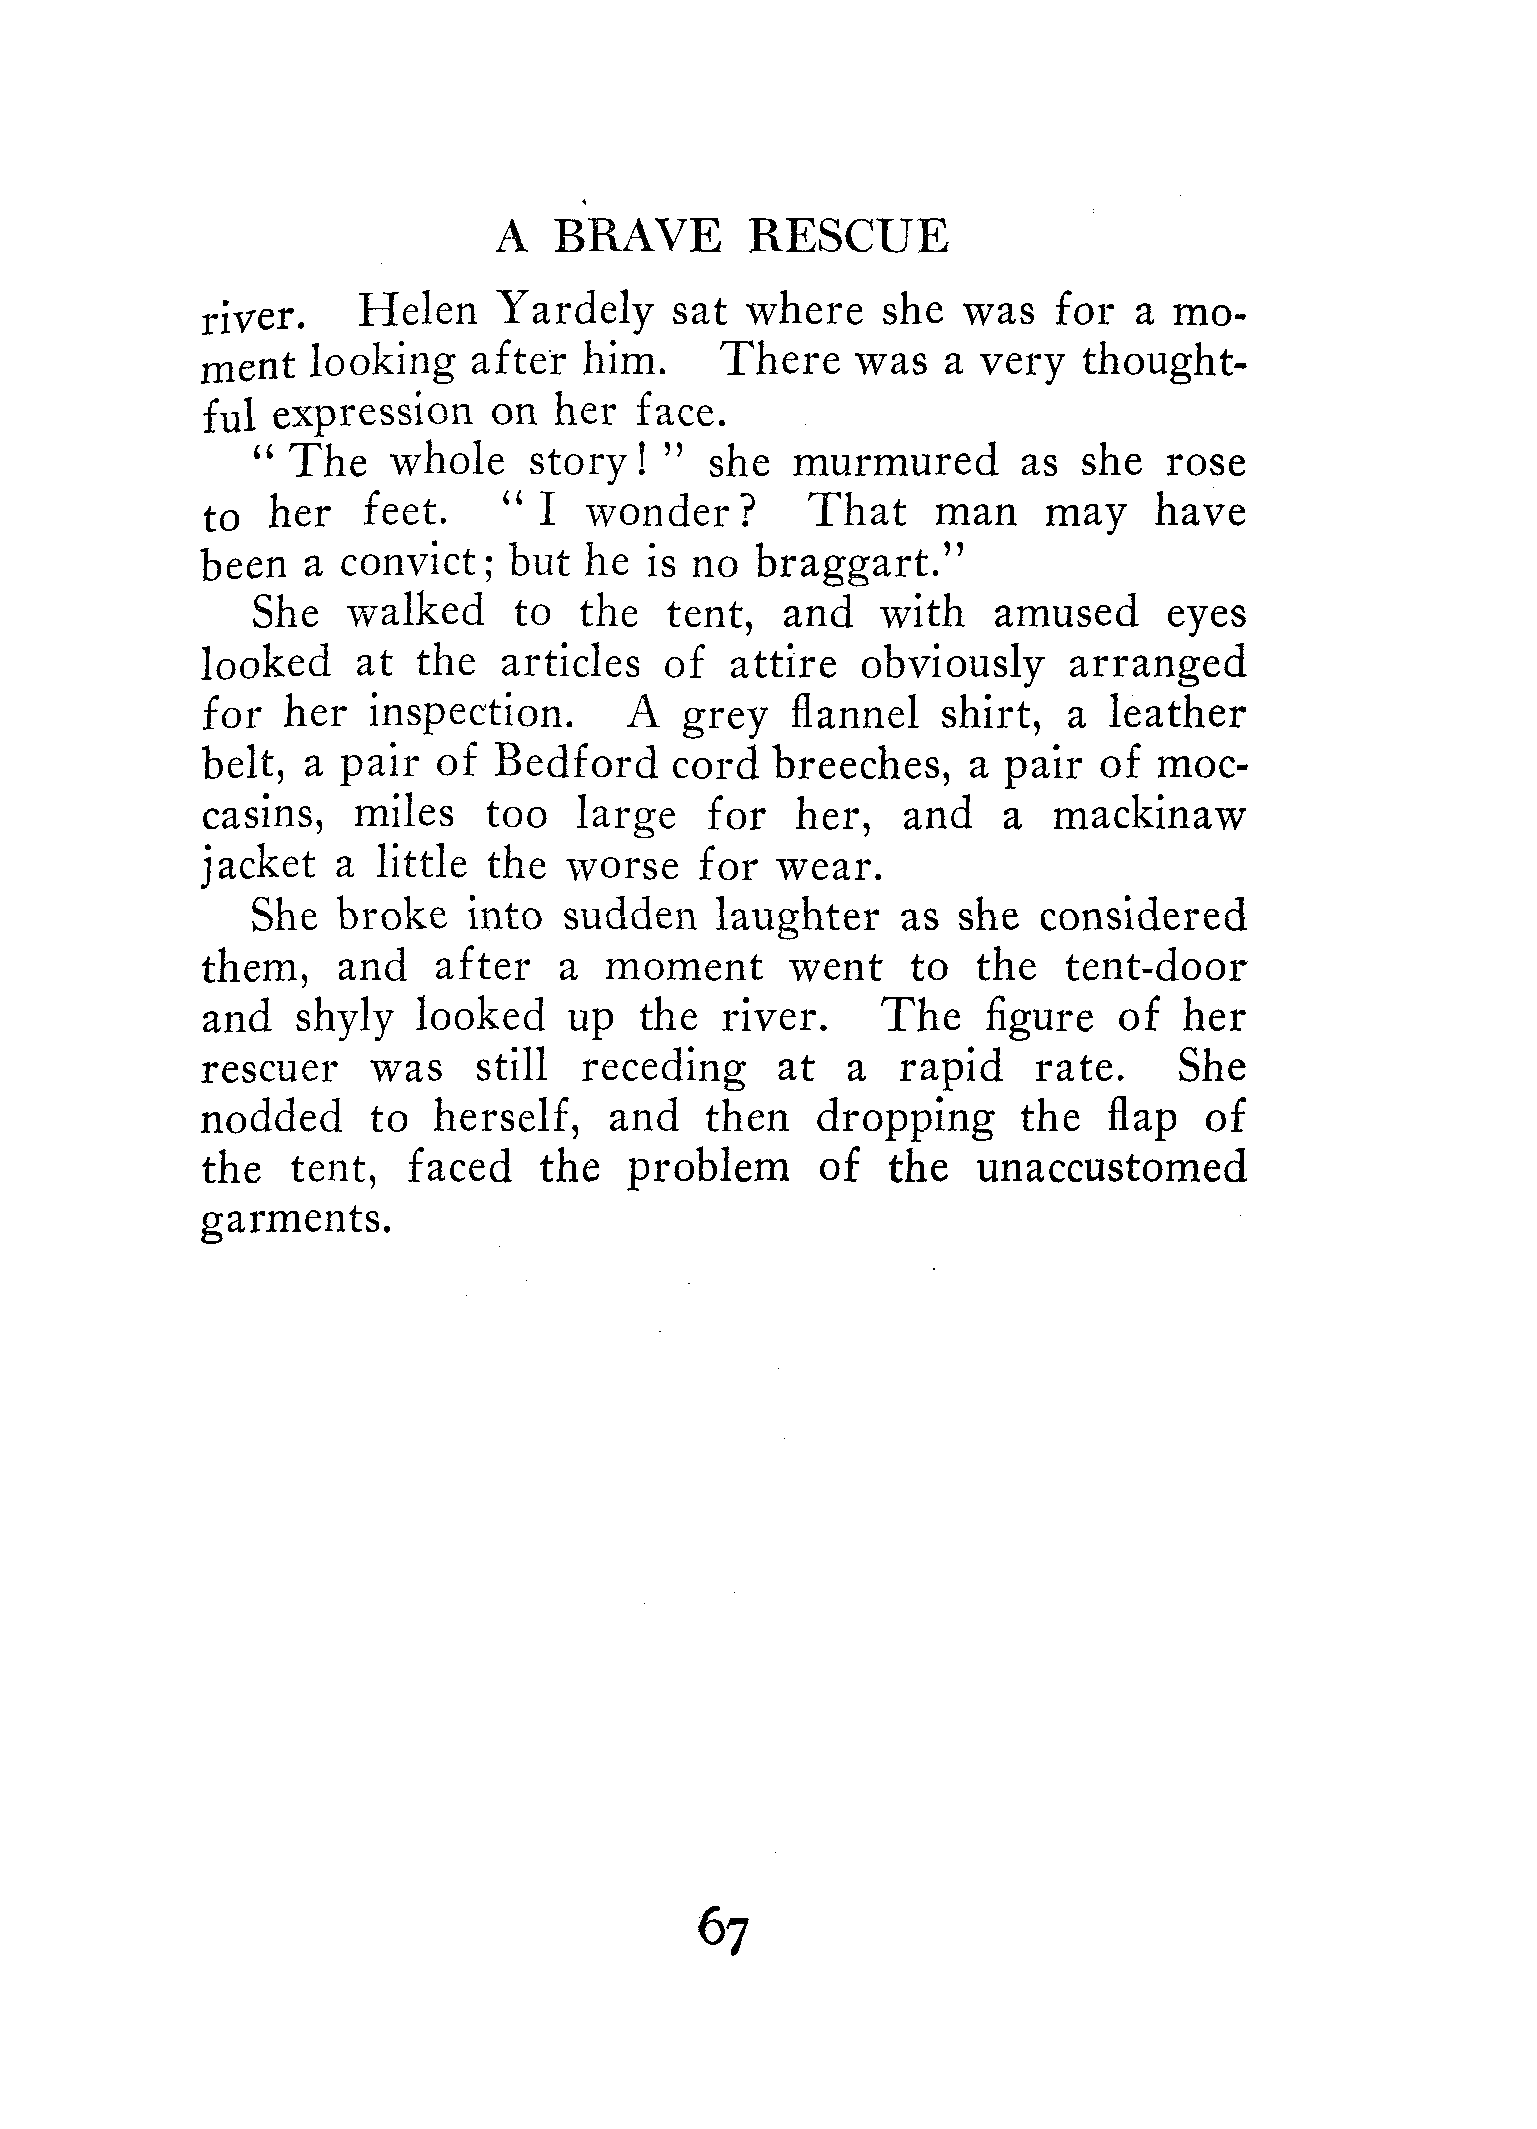 A BRAVE RESCUE
river. Helen Yardely sat where she was for a mo-
ment looking after him. There was a very thought-
ful expression on her face.
“ The whole story! ” she murmured as she rose
to her feet. “ I wonder? That man may have
been a convict; but he is no braggart.”
She walked to the tent, and with amused eyes
looked at the articles of attire obviously arranged
for her inspection. A grey flannel shirt, a leather
belt, a pair of Bedford cord breeches, a pair of moc-
casins, miles too large for her, and a mackinaw
jacket a little the worse for wear.
She broke into sudden laughter as she considered
them, and after a moment went to the tent-door
and shyly looked up the river. The figure of her
rescuer was still receding at a rapid rate. She
nodded to herself, and then dropping the flap of
the tent, faced the problem of the unaccustomed
garments.
67